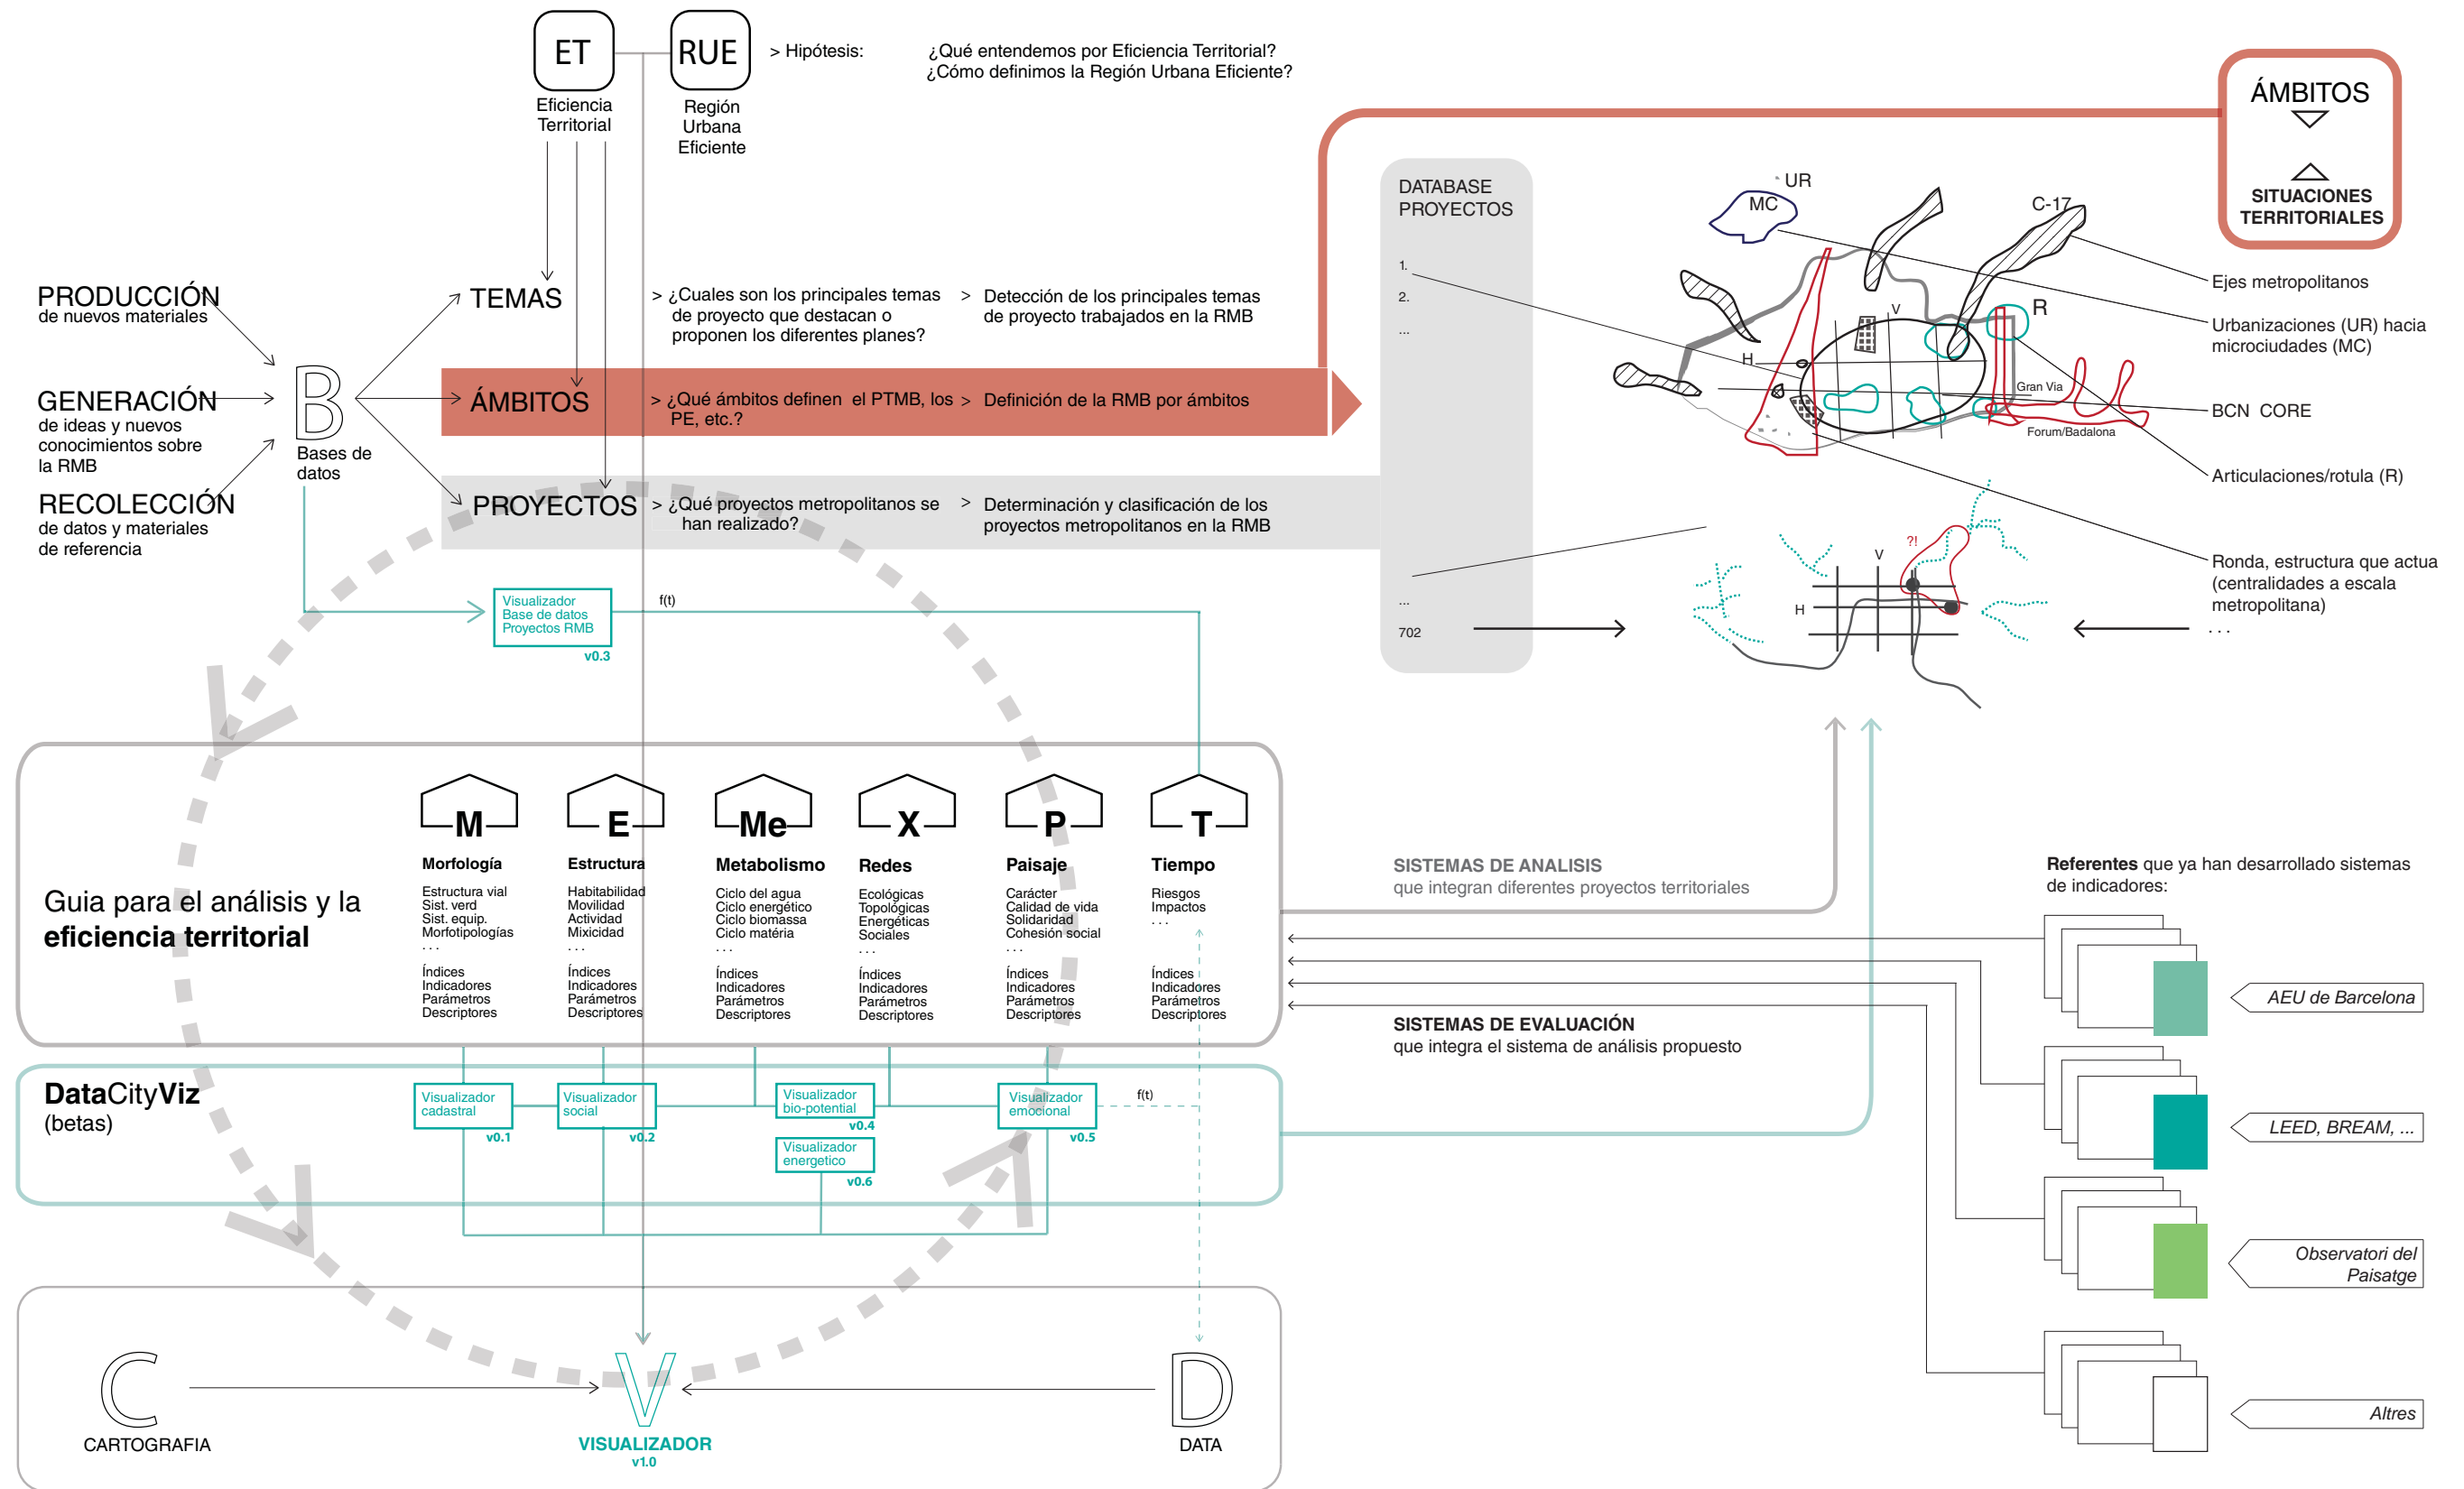 ET
RUE
> Hipótesis:
¿Qué entendemos por Eficiencia Territorial?
¿Cómo definimos la Región Urbana Eficiente?
Eficiencia
Territorial
Región
Urbana
Eficiente
ÁMBITOS
SITUACIONES
TERRITORIALES
PRODUCCIÓN
de nuevos materiales
GENERACIÓN
de ideas y nuevos
conocimientos sobre
la RMB
RECOLECCIÓN
de datos y materiales
de referencia
B
Bases de
datos
TEMAS
> ¿Cuales son los principales temas
de proyecto que destacan o
proponen los diferentes planes?
> Detección de los principales temas
de proyecto trabajados en la RMB
ÁMBITOS
> ¿Qué ámbitos definen el PTMB, los
PE, etc.?
> Definición de la RMB por ámbitos
PROYECTOS
> ¿Qué proyectos metropolitanos se
han realizado?
> Determinación y clasificación de los
proyectos metropolitanos en la RMB
DATABASE
PROYECTOS
1.
2.
...
...
702
UR
MC
C-17
V
R
H
Gran Via
Forum/Badalona
Ejes metropolitanos
Urbanizaciones (UR) hacia
microciudades (MC)
BCN CORE
Articulaciones/rotula (R)
Ronda, estructura que actua
(centralidades a escala
metropolitana)
. . .
?!
V
H
Visualizador
Base de datos
Proyectos RMB
v0.3
f(t)
Guia para el análisis y la
eficiencia territorial
M
Morfología
Estructura vial
Sist. verd
Sist. equip.
Morfotipologías
. . .
Índices
Indicadores
Parámetros
Descriptores
E
Estructura
Habitabilidad
Movilidad
Actividad
Mixicidad
. . .
Índices
Indicadores
Parámetros
Descriptores
Me
Metabolismo
Ciclo del agua
Ciclo energético
Ciclo biomassa
Ciclo matéria
. . .
Índices
Indicadores
Parámetros
Descriptores
X
Redes
Ecológicas
Topológicas
Energéticas
Sociales
. . .
Índices
Indicadores
Parámetros
Descriptores
P
Paisaje
Carácter
Calidad de vida
Solidaridad
Cohesión social
. . .
Índices
Indicadores
Parámetros
Descriptores
T
Tiempo
Riesgos
Impactos
. . .
Índices
Indicadores
Parámetros
Descriptores
SISTEMAS DE ANALISIS
que integran diferentes proyectos territoriales
SISTEMAS DE EVALUACIÓN
que integra el sistema de análisis propuesto
Referentes que ya han desarrollado sistemas
de indicadores:
AEU de Barcelona
LEED, BREAM, ...
Observatori del
Paisatge
Altres
DataCityViz
(betas)
Visualizador
cadastral
v0.1
Visualizador
social
v0.2
Visualizador
bio-potential
v0.4
Visualizador
energetico
v0.6
Visualizador
emocional
v0.5
f(t)
C
CARTOGRAFIA
V
VISUALIZADOR
v1.0
D
DATA